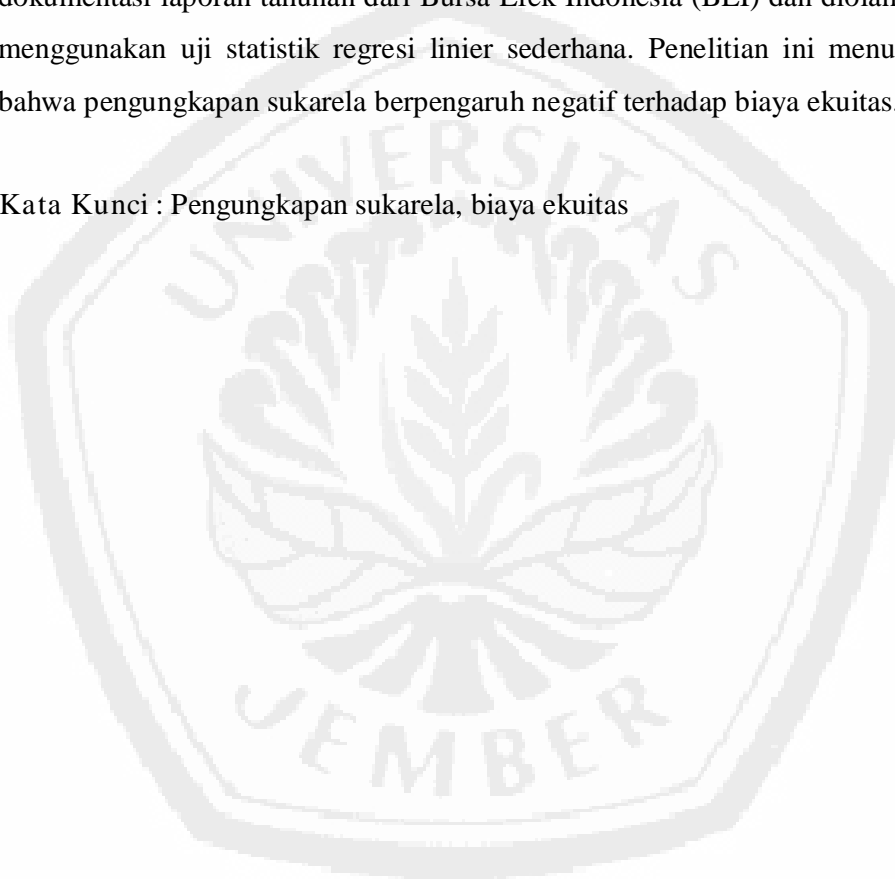 dokumentasi laporan tahunan dari Bursa Efek Indonesia (BEI) dan diolah
menggunakan uji statistik regresi linier sederhana. Penelitian ini menu
bahwa pengungkapan sukarela berpengaruh negatif terhadap biaya ekuitas.
Kata Kunci : Pengungkapan sukarela, biaya ekuitas
UNIVERSITAS
JEMBER